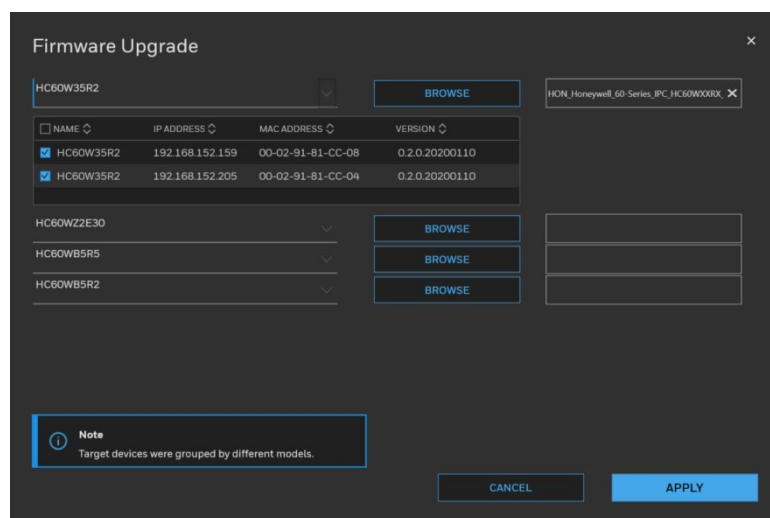 Firmware Upgrade
HC60W35R2
BROWSE
HON_Honeywell_60-Series_IPC_HC60WXXRX_
NAME IP ADDRESS MAC ADDRESS VERSION
HC60W35R2 192.168.152.159 00-02-91-81-CC-08 0.2.0.20200110
HC60W35R2 192.168.152.205 00-02-91-81-CC-04 0.2.0.20200110
HC60WZ2E30 BROWSE
HC60WB5R5 BROWSE
HC60WB5R2 BROWSE
Note
Target devices were grouped by different models.
CANCEL APPLY